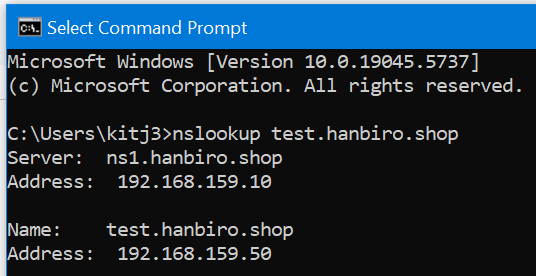 Select Command Prompt
Microsoft Windows [Version 10.0.19045.5737]
(c) Microsoft Corporation. All rights reserved.
C:\Users\kitj3>nslookup test.hanbiro.shop
Server:  ns1.hanbiro.shop
Address:  192.168.159.10
Name:    test.hanbiro.shop
Address:  192.168.159.50